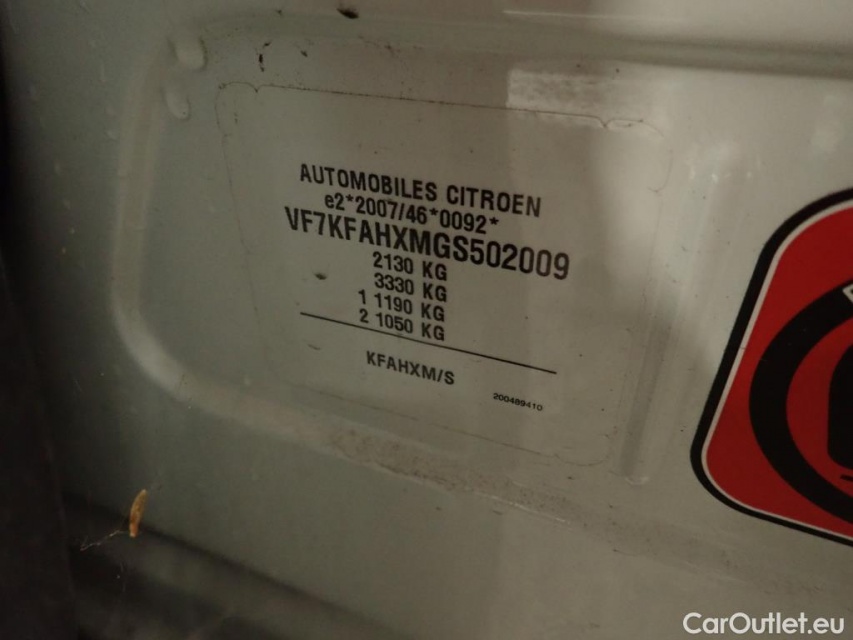 AUTOMOBILES CITROEN
e2*2007/46*0092*
VF7KFAHXMGS502009
2130 KG
3330 KG
1 1190 KG
2 1050 KG
KFAHXM/S
200489410
CarOutlet.eu